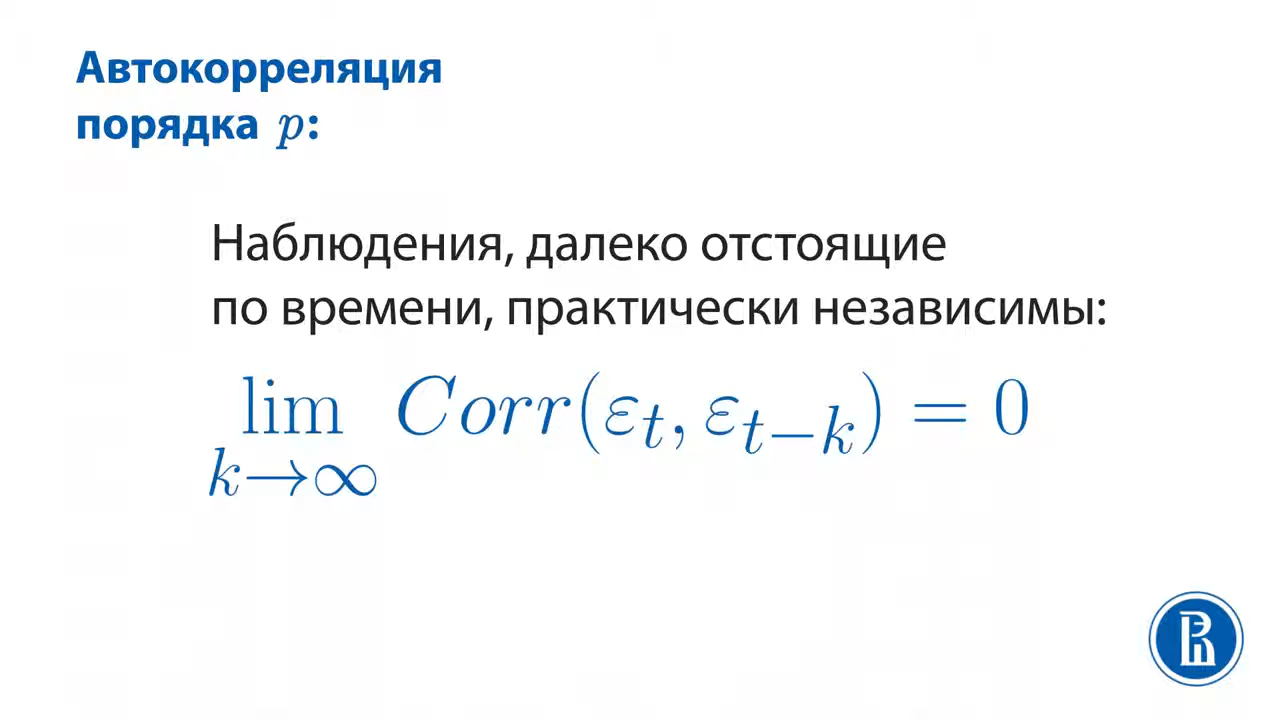 Автокорреляция
порядка p:
Наблюдения, далеко отстоящие
по времени, практически независимы:
lim Corr(εt, εt−k) = 0
k→∞